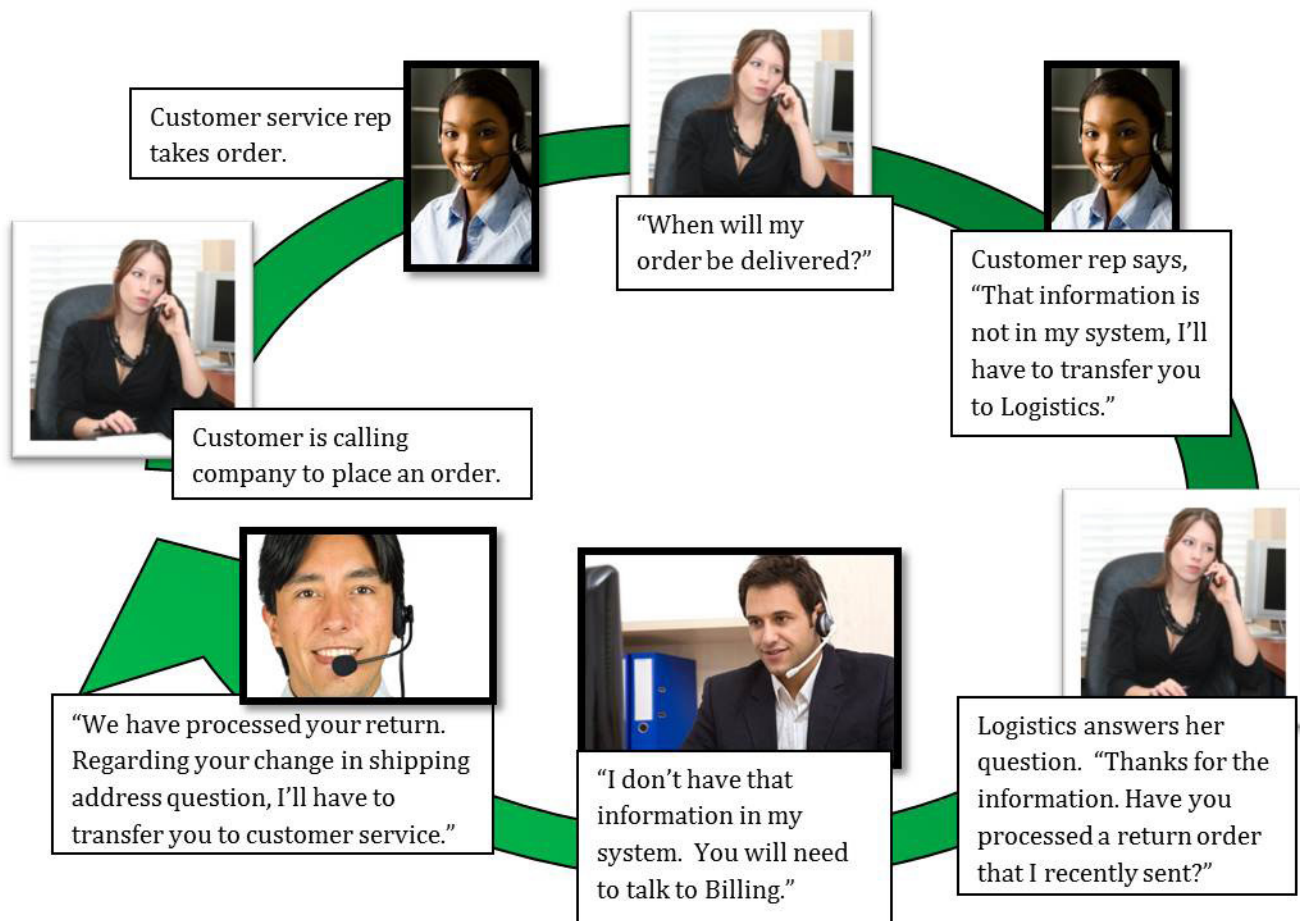 Customer service rep
takes order.
“When will my
order be delivered?”
Customer rep says,
“That information is
not in my system, I’ll
have to transfer you
to Logistics.”
Customer is calling
company to place an order.
Logistics answers her
question.  “Thanks for the
information. Have you
processed a return order
that I recently sent?”
“I don’t have that
information in my
system.  You will need
to talk to Billing.”
“We have processed your return.
Regarding your change in shipping
address question, I’ll have to
transfer you to customer service.”